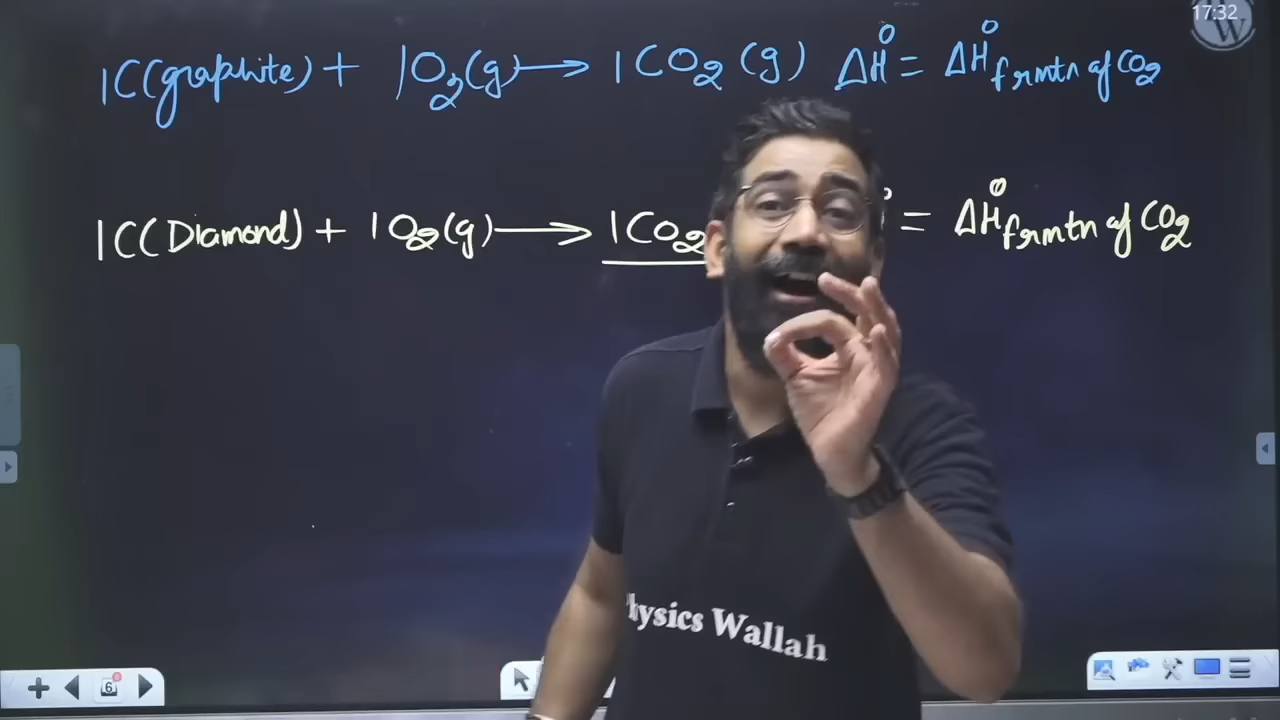 17:32
W
1C(graphite) + 1O2(g) → 1CO2(g) ΔH° = ΔH°frmtn of CO2
1C(Diamond) + 1O2(g) → 1CO2 = ΔH°frmtn of CO2
Physics Wallah
6